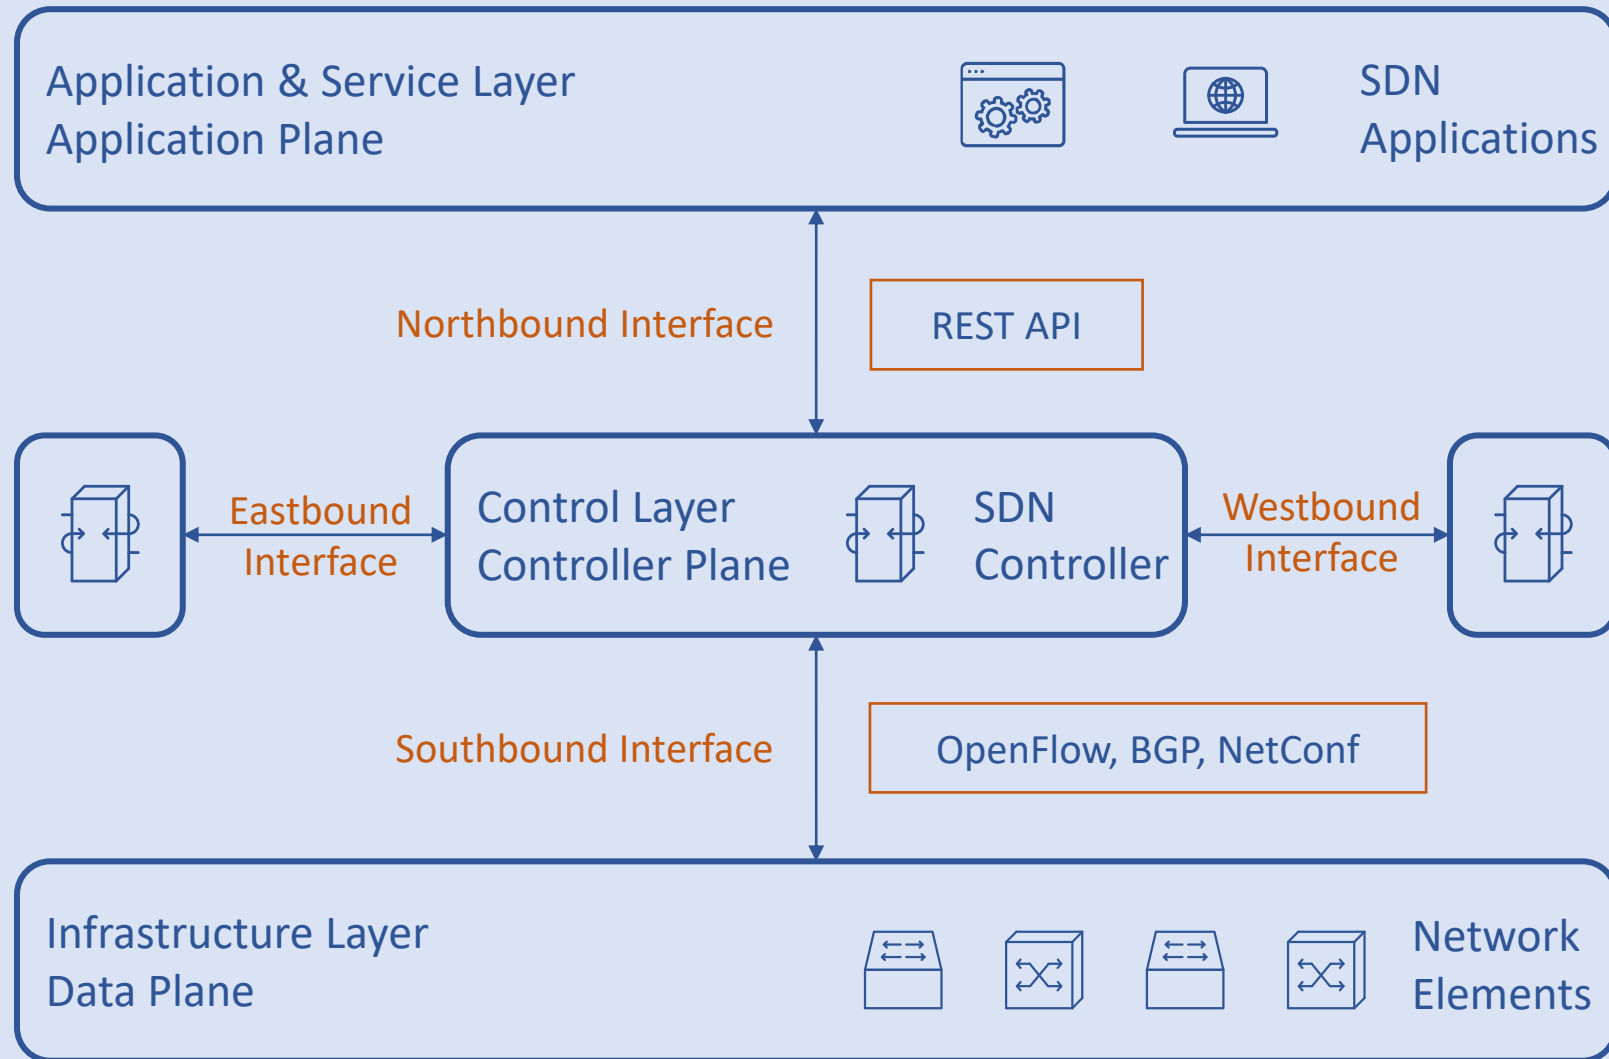 Application & Service Layer
Application Plane
SDN
Applications
Northbound Interface
REST API
Eastbound
Interface
Control Layer
Controller Plane
SDN
Controller
Westbound
Interface
Southbound Interface
OpenFlow, BGP, NetConf
Infrastructure Layer
Data Plane
Network
Elements